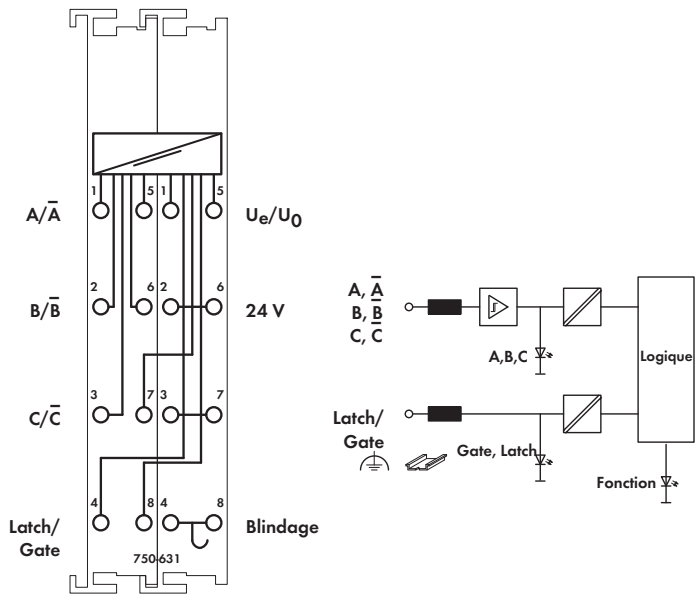 1 5 1 5
A/A̅ Ue/U0
2 6 2 6
B/B̅ 24 V
3 7 3 7
C/C̅
4 8 4 8
Latch/
Gate
Blindage
750-631
A, A̅
B, B̅
C, C̅
A,B,C
Logique
Latch/
Gate
Gate, Latch
Fonction